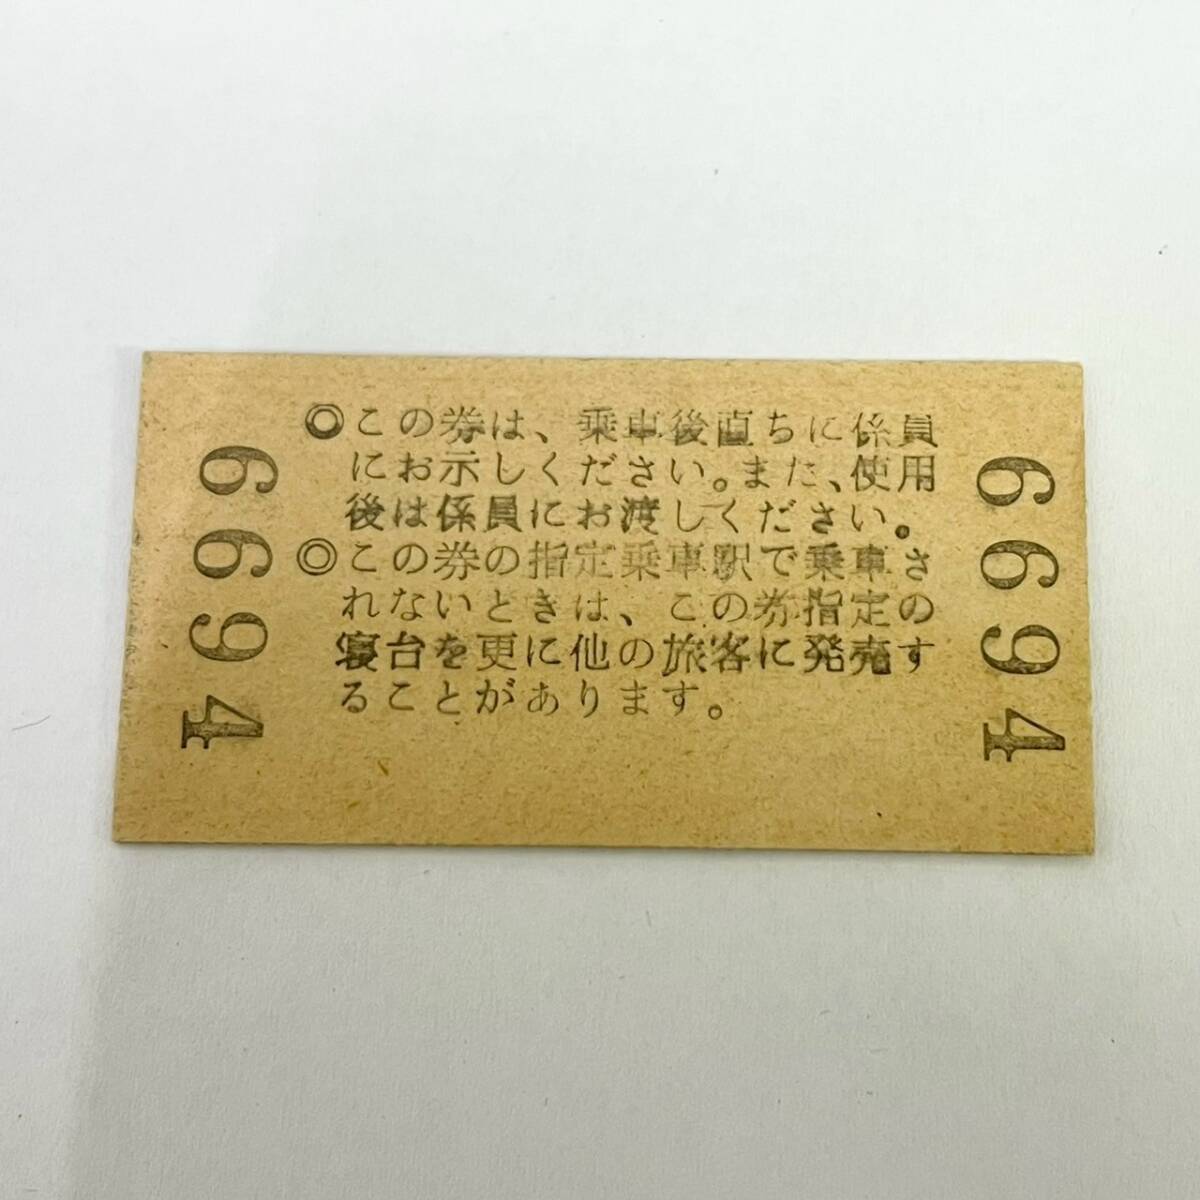 ◎この券は、乗車後直ちに係員
にお示しください。また、使用
後は係員にお渡しください。
◎この券の指定乗車駅で乗車さ
れないときは、この券指定の
寝台を更に他の旅客に発売す
ることがあります。
9964
9964